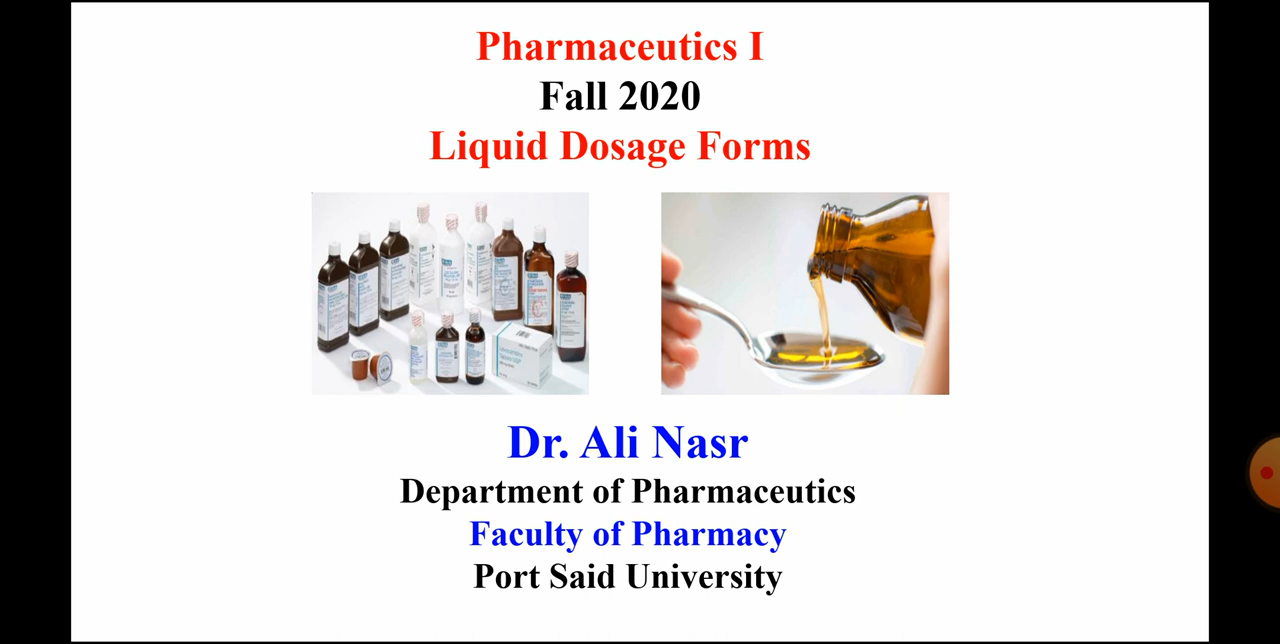 Pharmaceutics I
Fall 2020
Liquid Dosage Forms
Dr. Ali Nasr
Department of Pharmaceutics
Faculty of Pharmacy
Port Said University